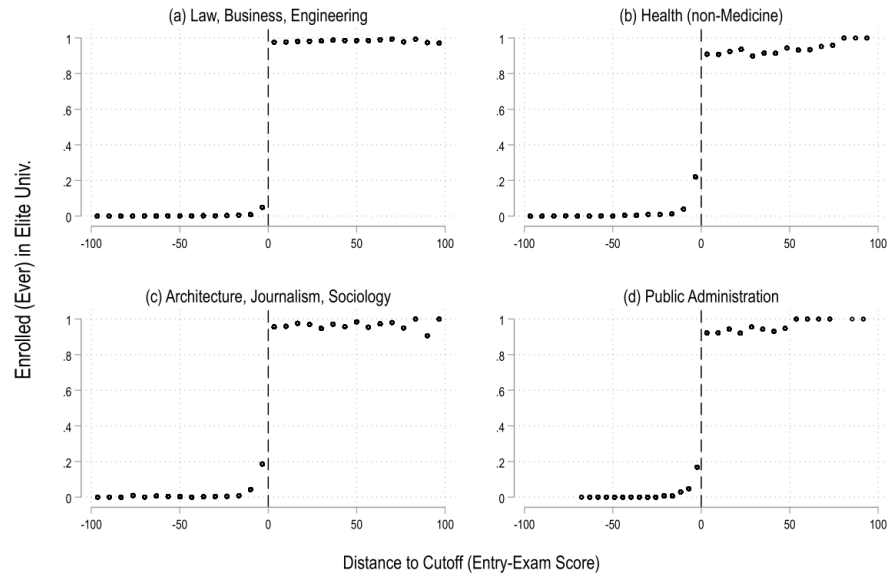 (a) Law, Business, Engineering
1
.8
.6
.4
.2
0
-100 -50 0 50 100
(b) Health (non-Medicine)
1
.8
.6
.4
.2
0
-100 -50 0 50 100
(c) Architecture, Journalism, Sociology
1
.8
.6
.4
.2
0
-100 -50 0 50 100
(d) Public Administration
1
.8
.6
.4
.2
0
-100 -50 0 50 100
Enrolled (Ever) in Elite Univ.
Distance to Cutoff (Entry-Exam Score)